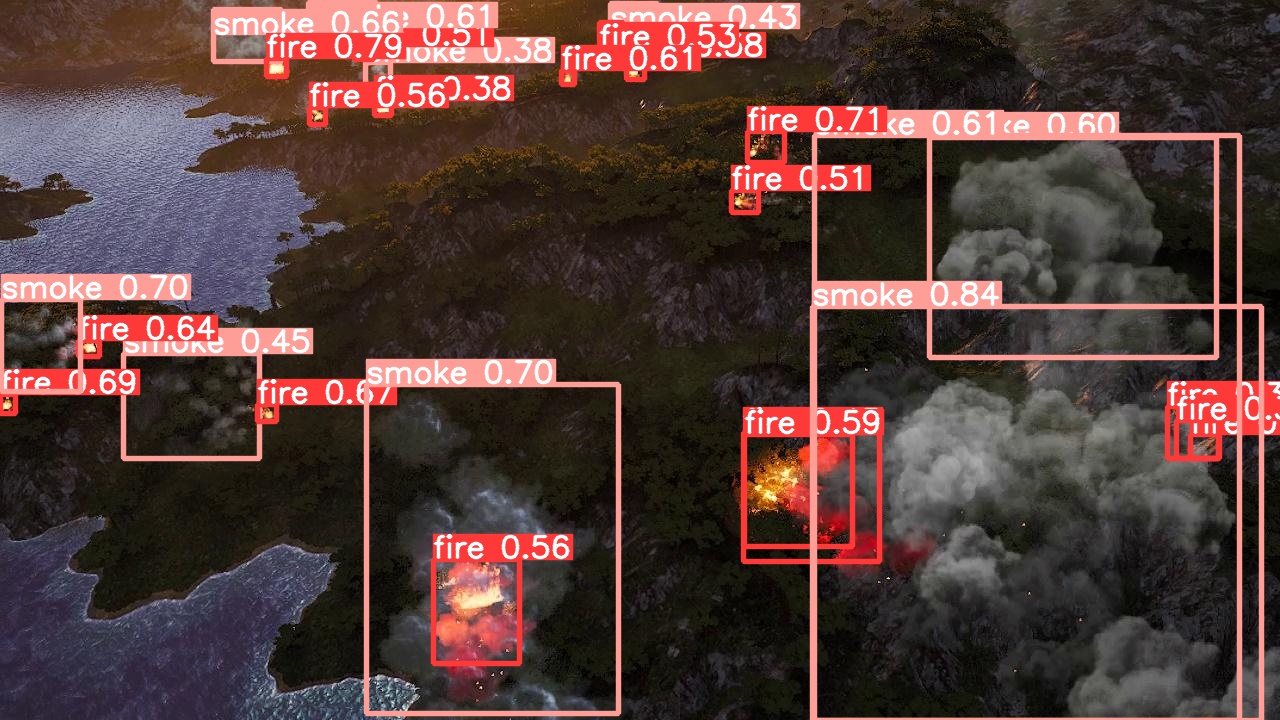 smoke 0.66
0.61
smoke 0.43
fire 0.79
0.51
fire 0.53
0.38
fire 0.61
fire 0.56
0.38
fire 0.71
0.61
0.60
fire 0.51
smoke 0.70
smoke 0.84
fire 0.64
smoke 0.45
fire 0.69
fire 0.67
smoke 0.70
fire 0.59
fire
fire
fire 0.56